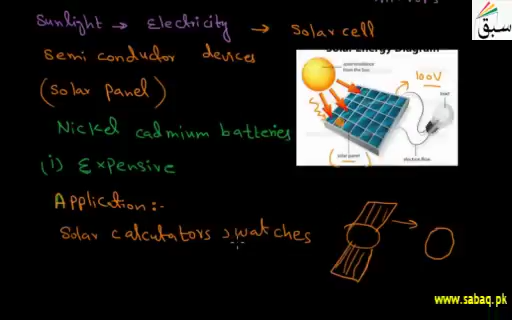 سبق
Sunlight → Electricity → Solar cell
Semi conductor devices
Solar Energy Diagram
(Solar panel)
100V
load
Nickel cadmium batteries
solar panel
electron flow
(i) Expensive
Application:-
Solar calcutators, watches
www.sabaq.pk